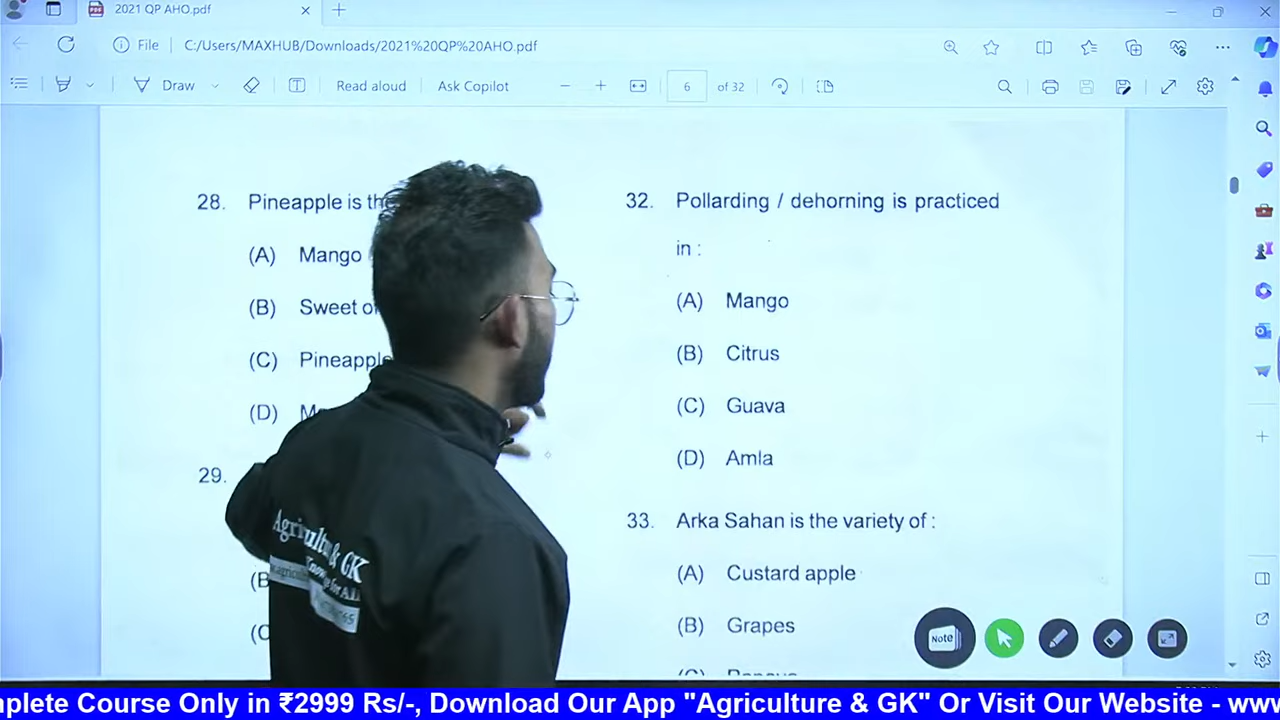 2021 QP AHO.pdf
File C:/Users/MAXHUB/Downloads/2021%20QP%20AHO.pdf
Draw Read aloud Ask Copilot 6 of 32
28. Pineapple is the
(A) Mango
(B) Sweet
(C) Pineapple
(D)
29.
(B
(C
32. Pollarding / dehorning is practiced
in :
(A) Mango
(B) Citrus
(C) Guava
(D) Amla
33. Arka Sahan is the variety of :
(A) Custard apple
(B) Grapes
Agriculture & GK
Note
Course Only in ₹2999 Rs/-, Download Our App "Agriculture & GK" Or Visit Our Website -